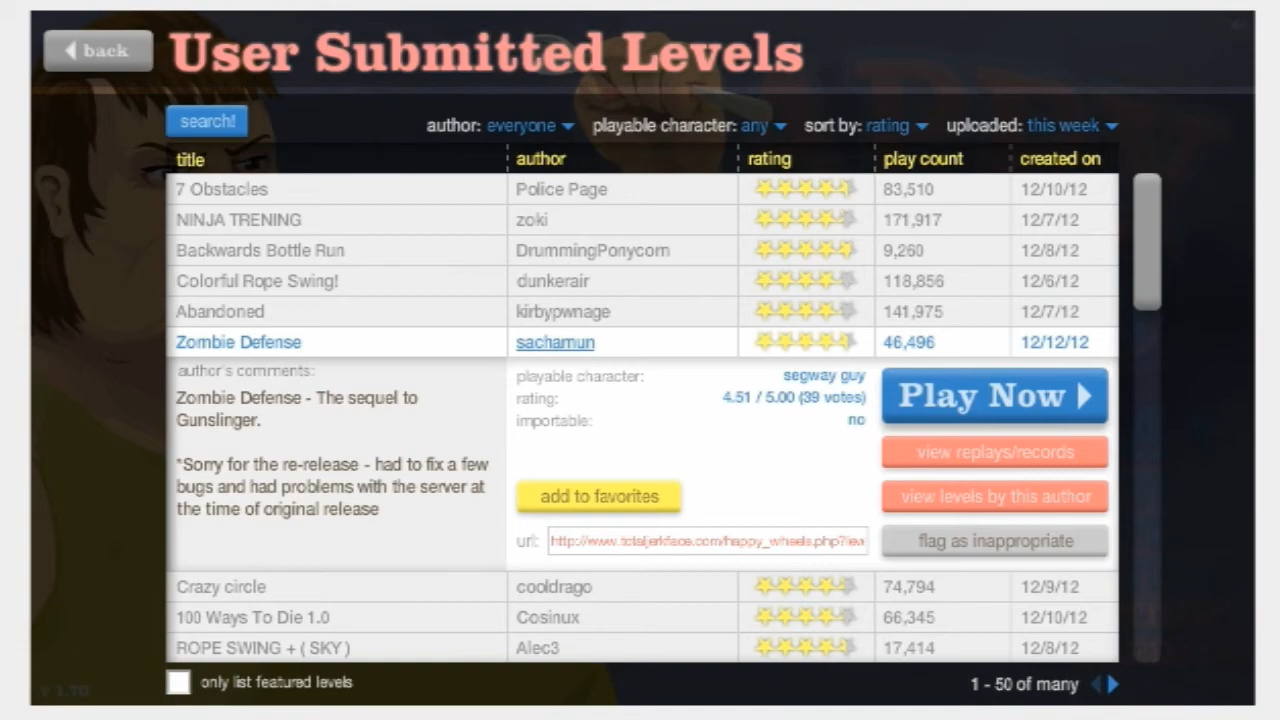 back
User Submitted Levels
search!
author: everyone playable character: any sort by: rating uploaded: this week
title author rating play count created on
7 Obstacles Police Page 83,510 12/10/12
NINJA TRENING zoki 171,917 12/7/12
Backwards Bottle Run DrummingPonycorn 9,260 12/8/12
Colorful Rope Swing! dunkerair 118,856 12/6/12
Abandoned kirbypwnage 141,975 12/7/12
Zombie Defense sachamun 46,496 12/12/12
author's comments:
Zombie Defense - The sequel to
Gunslinger.
*Sorry for the re-release - had to fix a few
bugs and had problems with the server at
the time of original release
playable character: segway guy
rating: 4.51 / 5.00 (39 votes)
importable: no
add to favorites
url: http://www.totaljerkface.com/happy_wheels.php?lev
Play Now
view replays/records
view levels by this author
flag as inappropriate
Crazy circle cooldrago 74,794 12/9/12
100 Ways To Die 1.0 Cosinux 66,345 12/10/12
ROPE SWING + ( SKY ) Alec3 17,414 12/8/12
only list featured levels
1 - 50 of many
v 1.70